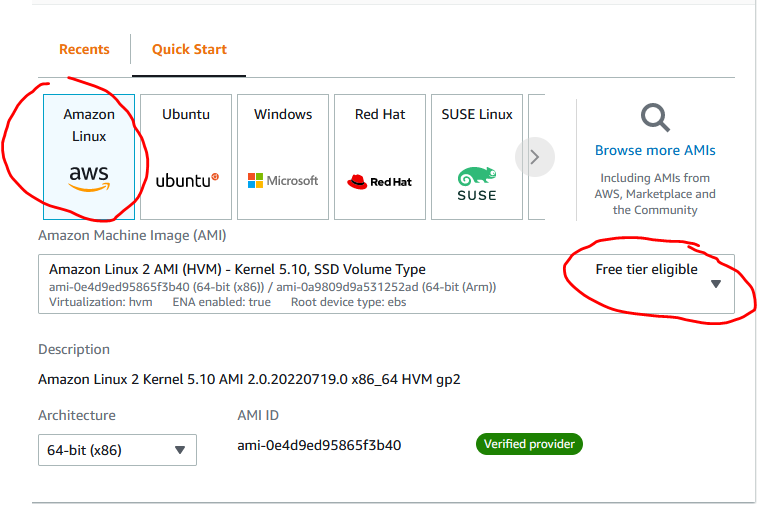 Recents Quick Start
Amazon Linux
aws
Ubuntu
ubuntu
Windows
Microsoft
Red Hat
Red Hat
SUSE Linux
SUSE
Browse more AMIs
Including AMIs from
AWS, Marketplace and
the Community
Amazon Machine Image (AMI)
Amazon Linux 2 AMI (HVM) - Kernel 5.10, SSD Volume Type Free tier eligible
ami-0e4d9ed95865f3b40 (64-bit (x86)) / ami-0a9809d9a531252ad (64-bit (Arm))
Virtualization: hvm ENA enabled: true Root device type: ebs
Description
Amazon Linux 2 Kernel 5.10 AMI 2.0.20220719.0 x86_64 HVM gp2
Architecture AMI ID
64-bit (x86) ami-0e4d9ed95865f3b40 Verified provider